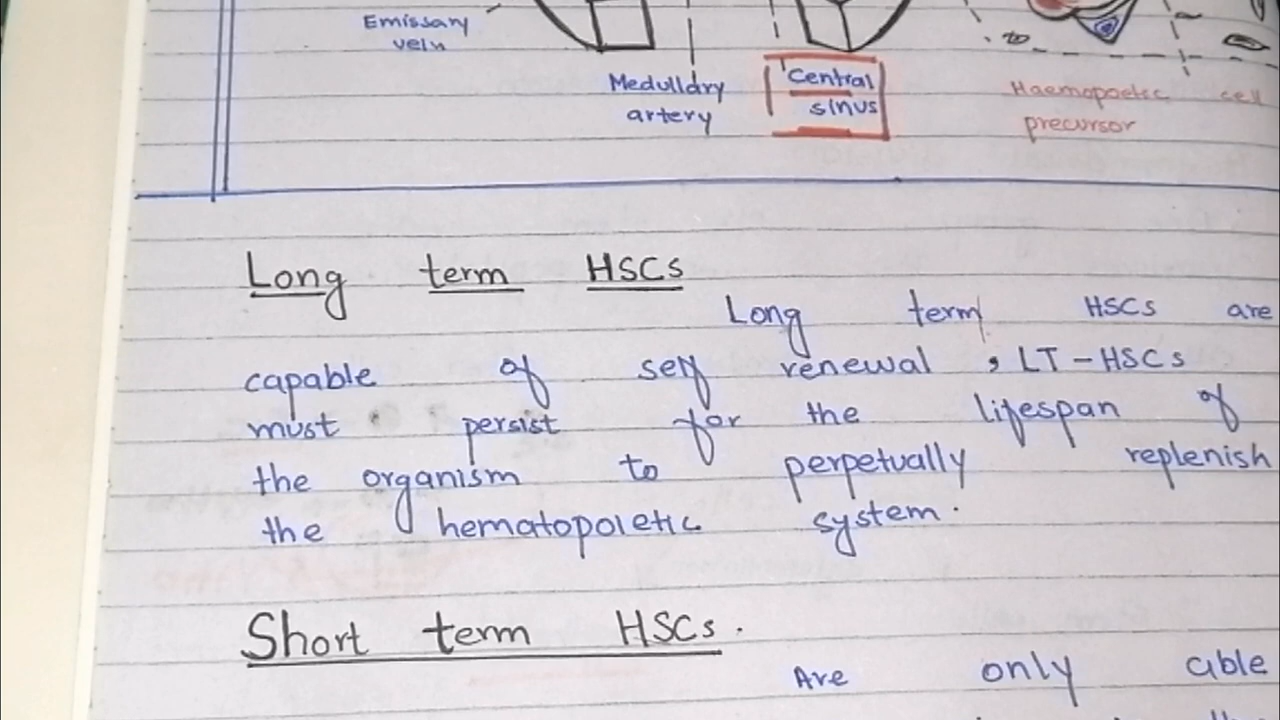 Emissary
vein
Medulldry
artery
Central
sinus
Haemopoetic cell
precursor
Long term HSCs
Long term HSCs are
capable of self renewal , LT-HSCs
must persist for the lifespan of
the organism to perpetually replenish
the hematopoietic system.
Short term HSCs.
Are only able